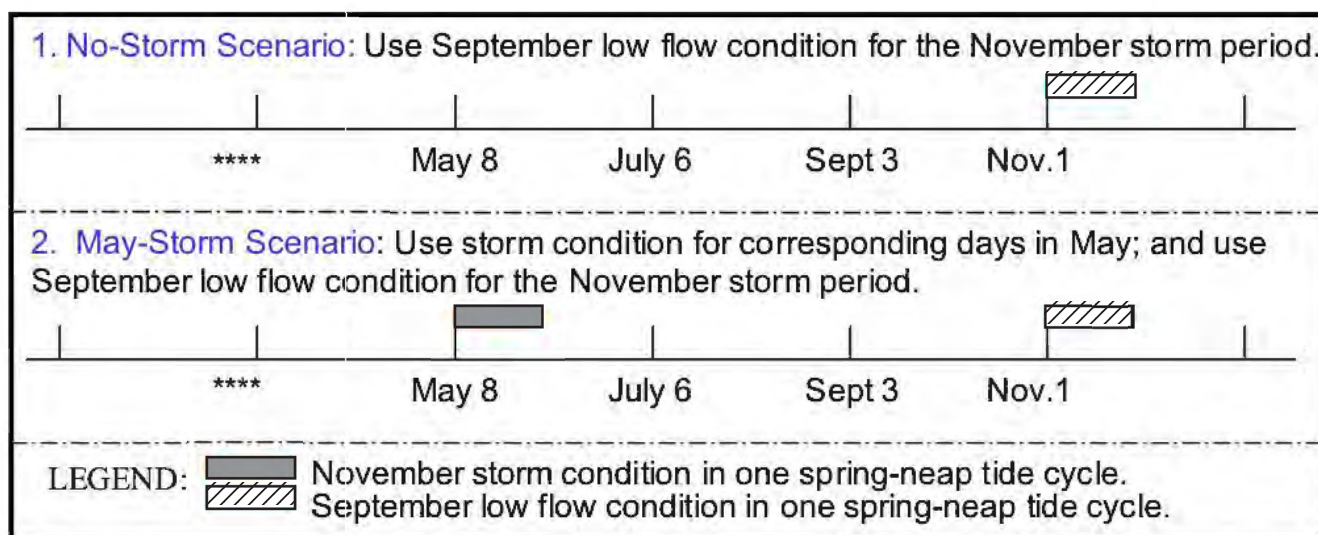 1. No-Storm Scenario: Use September low flow condition for the November storm period.
**** May 8 July 6 Sept 3 Nov.1
2. May-Storm Scenario: Use storm condition for corresponding days in May; and use
September low flow condition for the November storm period.
**** May 8 July 6 Sept 3 Nov.1
LEGEND: November storm condition in one spring-neap tide cycle.
September low flow condition in one spring-neap tide cycle.